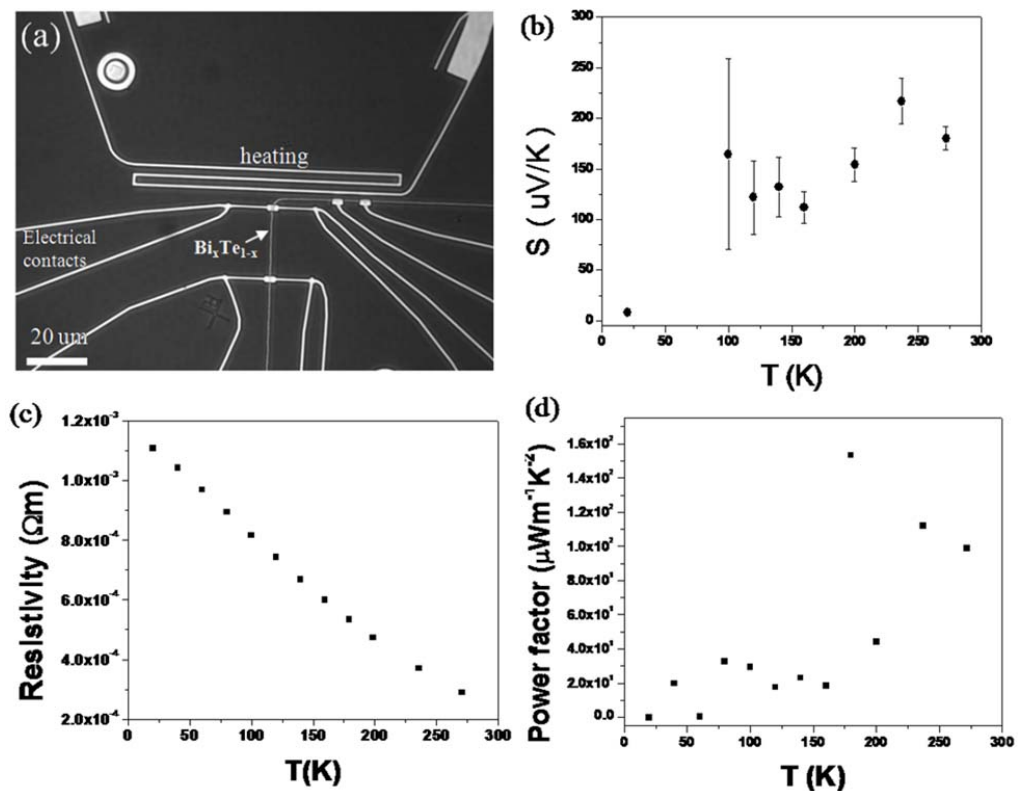 (a)
heating
Electrical
contacts
BiₓTe₁₋ₓ
20 um
(b)
300
250
200
150
100
50
0
S ( uV/K)
0 50 100 150 200 250 300
T (K)
(c)
1.2x10⁻³
1.0x10⁻³
8.0x10⁻⁴
6.0x10⁻⁴
4.0x10⁻⁴
2.0x10⁻⁴
Resistivity (Ωm)
0 50 100 150 200 250 300
T(K)
(d)
1.6x10²
1.4x10²
1.2x10²
1.0x10²
8.0x10¹
6.0x10¹
4.0x10¹
2.0x10¹
0.0
Power factor (μWm⁻¹K⁻²)
0 50 100 150 200 250 300
T (K)